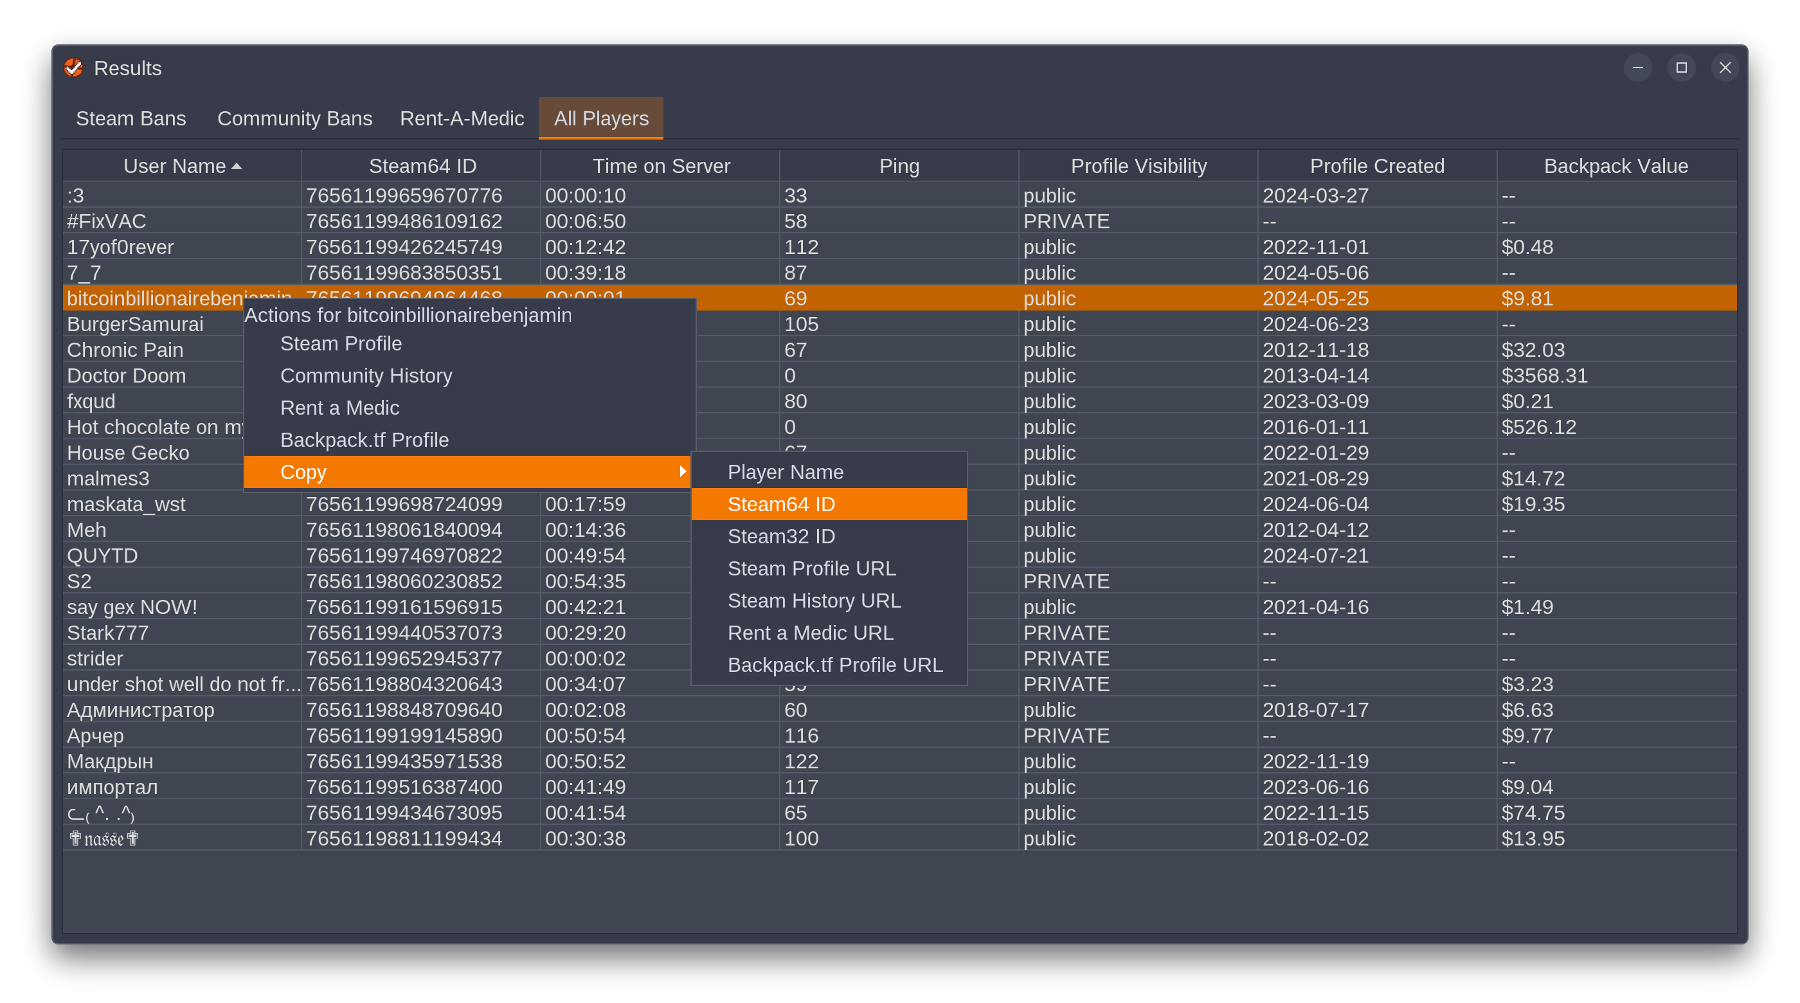 Results
Steam Bans Community Bans Rent-A-Medic All Players
User Name Steam64 ID Time on Server Ping Profile Visibility Profile Created Backpack Value
:3 76561199659670776 00:00:10 33 public 2024-03-27 --
#FixVAC 76561199486109162 00:06:50 58 PRIVATE -- --
17yof0rever 76561199426245749 00:12:42 112 public 2022-11-01 $0.48
7_7 76561199683850351 00:39:18 87 public 2024-05-06 --
bitcoinbillionairebenjamin 69 public 2024-05-25 $9.81
Actions for bitcoinbillionairebenjamin
BurgerSamurai 105 public 2024-06-23 --
Steam Profile
Chronic Pain 67 public 2012-11-18 $32.03
Community History
Doctor Doom 0 public 2013-04-14 $3568.31
Rent a Medic
fxqud 80 public 2023-03-09 $0.21
Backpack.tf Profile
Hot chocolate on 0 public 2016-01-11 $526.12
House Gecko public 2022-01-29 --
Copy
malmes3 public 2021-08-29 $14.72
Player Name
maskata_wst 76561199698724099 00:17:59 public 2024-06-04 $19.35
Steam64 ID
Meh 76561198061840094 00:14:36 public 2012-04-12 --
Steam32 ID
QUYTD 76561199746970822 00:49:54 public 2024-07-21 --
Steam Profile URL
S2 76561198060230852 00:54:35 PRIVATE -- --
Steam History URL
say gex NOW! 76561199161596915 00:42:21 public 2021-04-16 $1.49
Rent a Medic URL
Stark777 76561199440537073 00:29:20 PRIVATE -- --
Backpack.tf Profile URL
strider 76561199652945377 00:00:02 PRIVATE -- --
under shot well do not fr... 76561198804320643 00:34:07 PRIVATE -- $3.23
Администратор 76561198848709640 00:02:08 60 public 2018-07-17 $6.63
Арчер 76561199199145890 00:50:54 116 PRIVATE -- $9.77
Макдрын 76561199435971538 00:50:52 122 public 2022-11-19 --
импортал 76561199516387400 00:41:49 117 public 2023-06-16 $9.04
ᓚ₍ ^. .^₎ 76561199434673095 00:41:54 65 public 2022-11-15 $74.75
✟𝔫𝔞𝔰𝔰𝔢✟ 76561198811199434 00:30:38 100 public 2018-02-02 $13.95